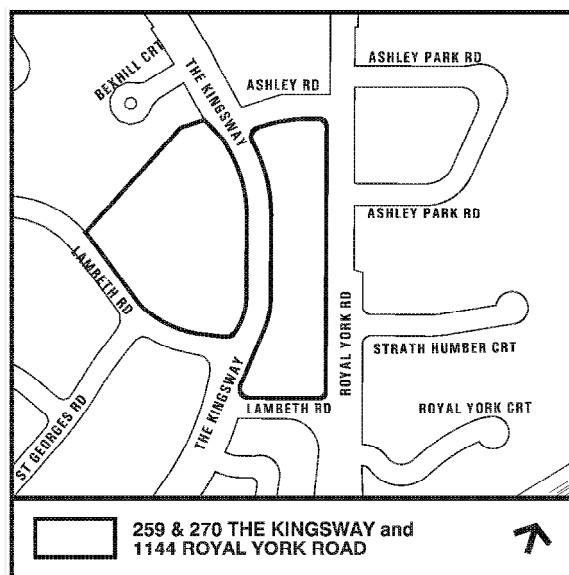 BEXHILL CRT
THE KINGSWAY
ASHLEY RD
ASHLEY PARK RD
ASHLEY PARK RD
LAMBETH RD
ROYAL YORK RD
STRATH HUMBER CRT
THE KINGSWAY
LAMBETH RD
ROYAL YORK CRT
ST GEORGES RD
259 & 270 THE KINGSWAY and
1144 ROYAL YORK ROAD